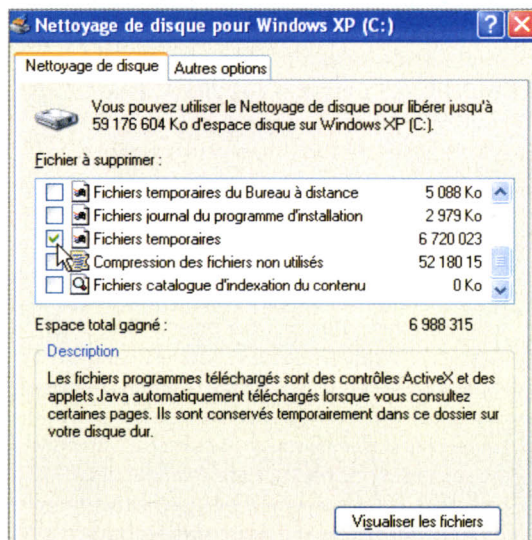 Nettoyage de disque pour Windows XP (C:)
Nettoyage de disque
Autres options
Vous pouvez utiliser le Nettoyage de disque pour libérer jusqu'à
59 176 604 Ko d'espace disque sur Windows XP (C:).
Fichier à supprimer :
Fichiers temporaires du Bureau à distance 5 088 Ko
Fichiers journal du programme d'installation 2 979 Ko
Fichiers temporaires 6 720 023
Compression des fichiers non utilisés 52 180 15
Fichiers catalogue d'indexation du contenu 0 Ko
Espace total gagné : 6 988 315
Description
Les fichiers programmes téléchargés sont des contrôles ActiveX et des
applets Java automatiquement téléchargés lorsque vous consultez
certaines pages. Ils sont conservés temporairement dans ce dossier sur
votre disque dur.
Visualiser les fichiers